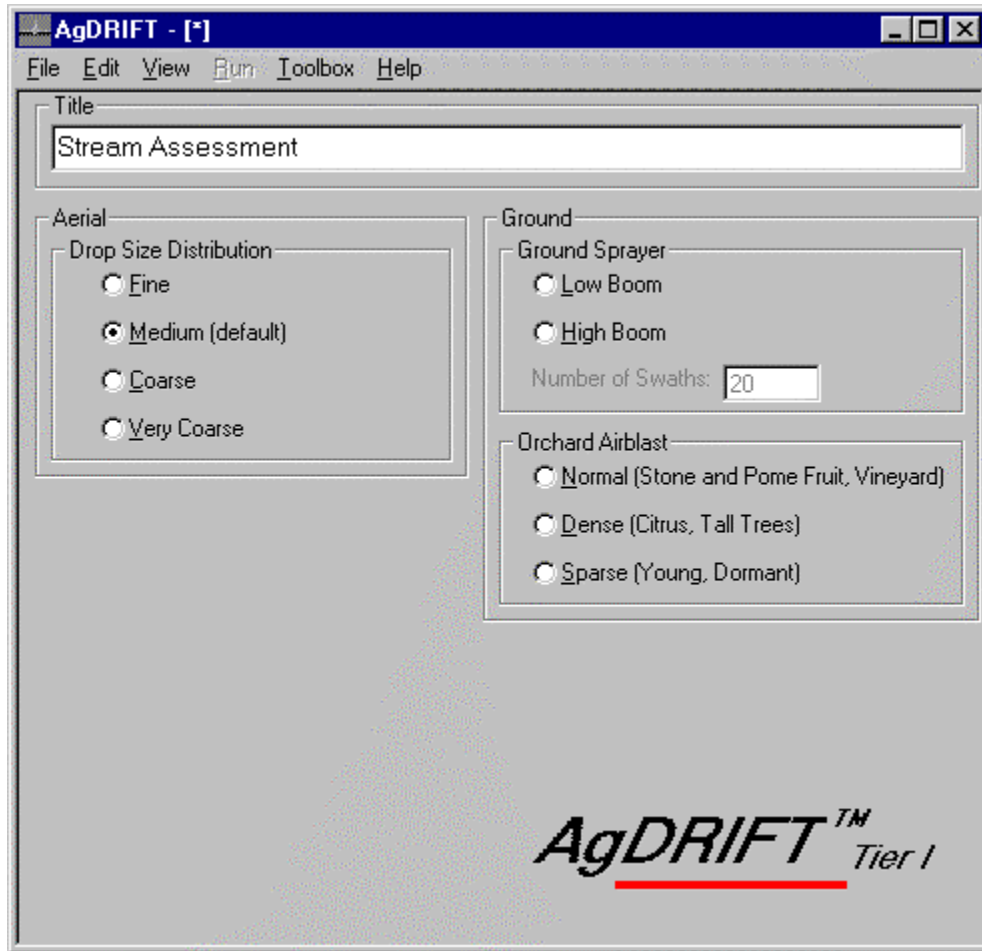 AgDRIFT - [*]
File Edit View Run Toolbox Help
Title
Stream Assessment
Aerial
Drop Size Distribution
Fine
Medium (default)
Coarse
Very Coarse
Ground
Ground Sprayer
Low Boom
High Boom
Number of Swaths: 20
Orchard Airblast
Normal (Stone and Pome Fruit, Vineyard)
Dense (Citrus, Tall Trees)
Sparse (Young, Dormant)
AgDRIFT™ Tier I